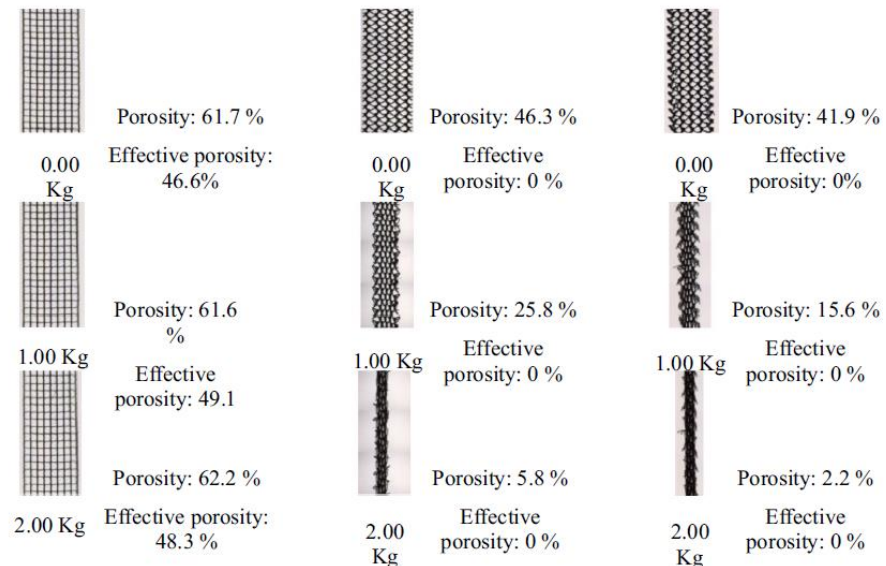 Porosity: 61.7 %
0.00
Kg
Effective porosity:
46.6%
Porosity: 46.3 %
0.00
Kg
Effective
porosity: 0 %
Porosity: 41.9 %
0.00
Kg
Effective
porosity: 0%
Porosity: 61.6
%
1.00 Kg
Effective
porosity: 49.1
Porosity: 25.8 %
1.00 Kg
Effective
porosity: 0 %
Porosity: 15.6 %
1.00 Kg
Effective
porosity: 0 %
Porosity: 62.2 %
2.00 Kg
Effective porosity:
48.3 %
Porosity: 5.8 %
2.00
Kg
Effective
porosity: 0 %
Porosity: 2.2 %
2.00
Kg
Effective
porosity: 0 %